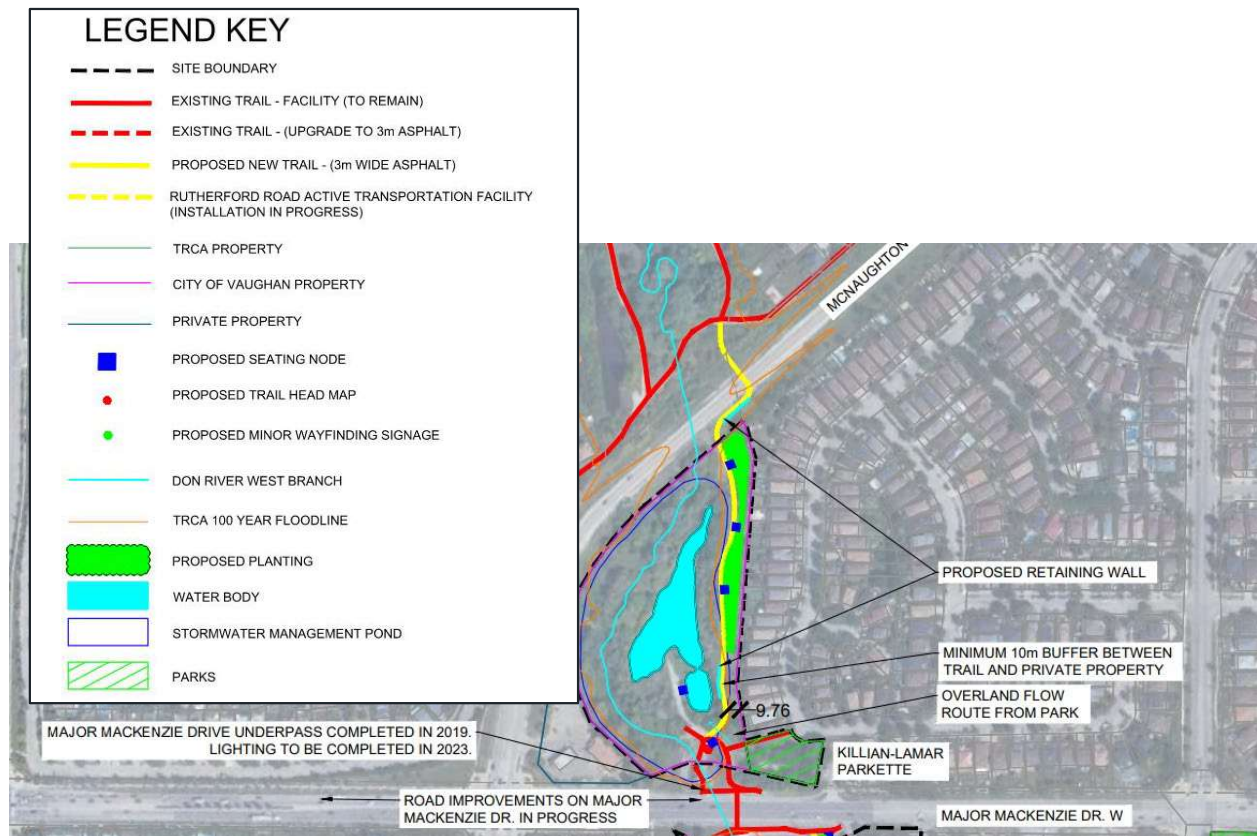 LEGEND KEY
SITE BOUNDARY
EXISTING TRAIL - FACILITY (TO REMAIN)
EXISTING TRAIL - (UPGRADE TO 3m ASPHALT)
PROPOSED NEW TRAIL - (3m WIDE ASPHALT)
RUTHERFORD ROAD ACTIVE TRANSPORTATION FACILITY
(INSTALLATION IN PROGRESS)
TRCA PROPERTY
CITY OF VAUGHAN PROPERTY
PRIVATE PROPERTY
PROPOSED SEATING NODE
PROPOSED TRAIL HEAD MAP
PROPOSED MINOR WAYFINDING SIGNAGE
DON RIVER WEST BRANCH
TRCA 100 YEAR FLOODLINE
PROPOSED PLANTING
WATER BODY
STORMWATER MANAGEMENT POND
PARKS
MCNAUGHTON
PROPOSED RETAINING WALL
MINIMUM 10m BUFFER BETWEEN
TRAIL AND PRIVATE PROPERTY
9.76
OVERLAND FLOW
ROUTE FROM PARK
MAJOR MACKENZIE DRIVE UNDERPASS COMPLETED IN 2019.
LIGHTING TO BE COMPLETED IN 2023.
KILLIAN-LAMAR
PARKETTE
ROAD IMPROVEMENTS ON MAJOR
MACKENZIE DR. IN PROGRESS
MAJOR MACKENZIE DR. W